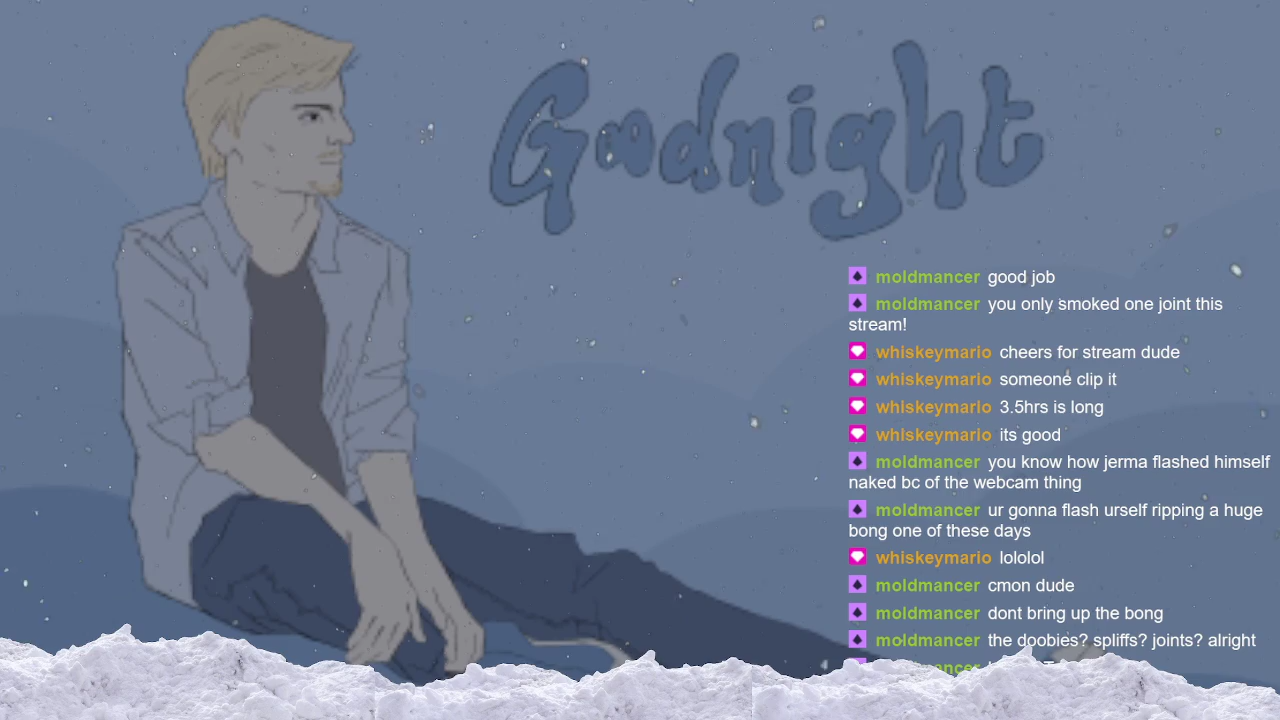 Goodnight
moldmancer good job
moldmancer you only smoked one joint this
stream!
whiskeymario cheers for stream dude
whiskeymario someone clip it
whiskeymario 3.5hrs is long
whiskeymario its good
moldmancer you know how jerma flashed himself
naked bc of the webcam thing
moldmancer ur gonna flash urself ripping a huge
bong one of these days
whiskeymario lololol
moldmancer cmon dude
moldmancer dont bring up the bong
moldmancer the doobies? spliffs? joints? alright